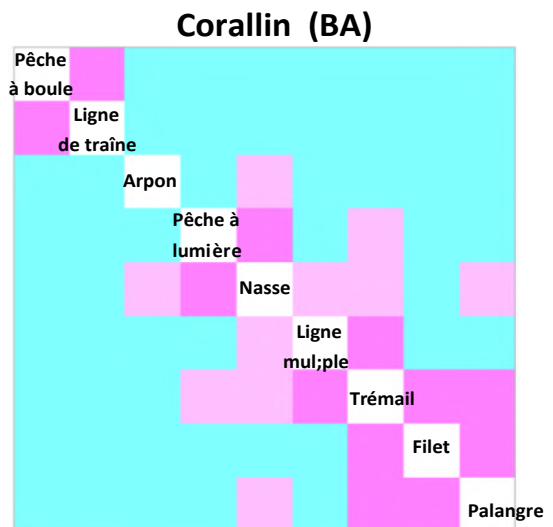 Corallin (BA)
Pêche
à boule
Ligne
de traîne
Arpon
Pêche à
lumière
Nasse
Ligne
mul;ple
Trémail
Filet
Palangre